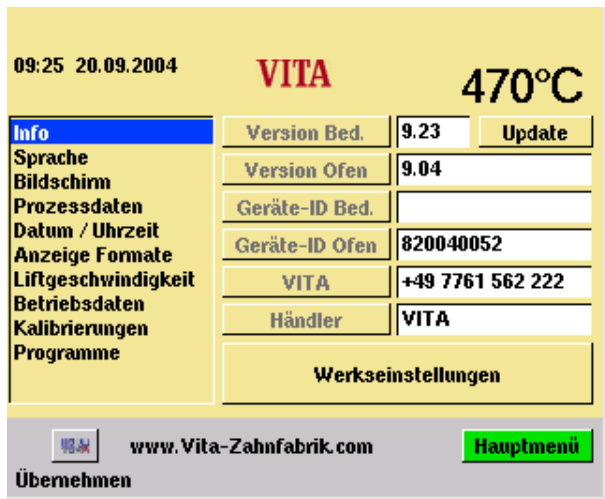 09:25 20.09.2004 VITA 470°C
Info
Sprache
Bildschirm
Prozessdaten
Datum / Uhrzeit
Anzeige Formate
Liftgeschwindigkeit
Betriebsdaten
Kalibrierungen
Programme
Version Bed. 9.23 Update
Version Ofen 9.04
Geräte-ID Bed.
Geräte-ID Ofen 820040052
VITA +49 7761 562 222
Händler VITA
Werkseinstellungen
www.Vita-Zahnfabrik.com Hauptmenü
Übernehmen